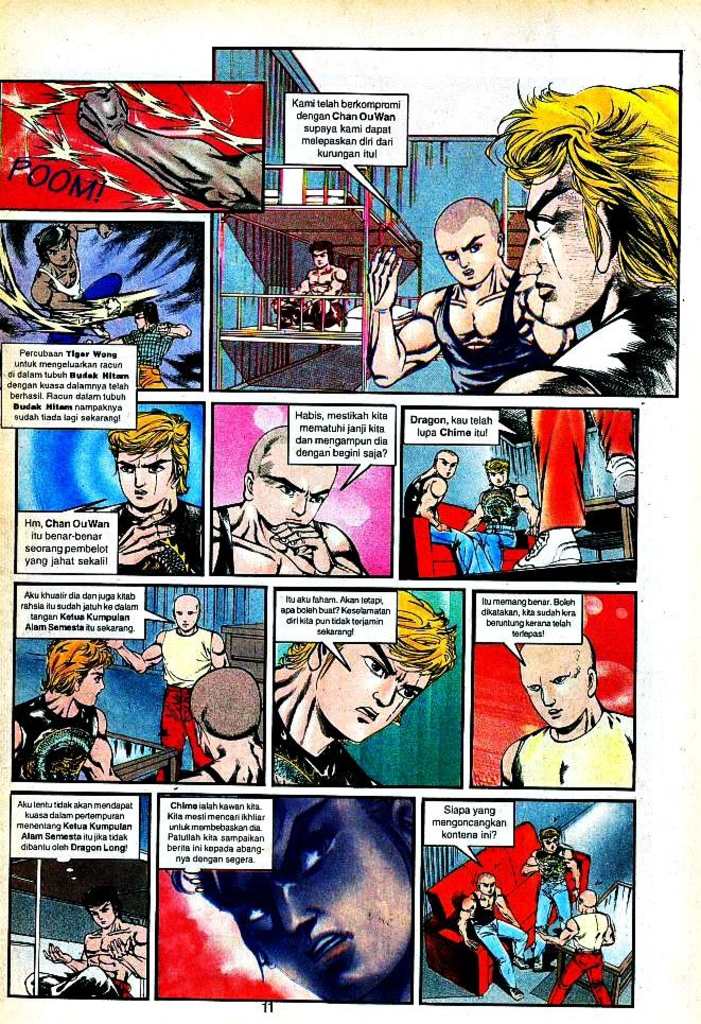 POOM!
Kami telah berkompromi
dengan Chan Ou Wan
supaya kami dapat
melepaskan diri dari
kurungan itu!
Percubaan Tiger Wong
untuk mengeluarkan racun
di dalam tubuh Budak Hitam
dengan kuasa dalamnya telah
berhasil. Racun dalam tubuh
Budak Hitam nampaknya
sudah tiada lagi sekarang!
Hm, Chan Ou Wan
itu benar-benar
seorang pembelot
yang jahat sekali!
Habis, mestikah kita
mematuhi janji kita
dan mengampun dia
dengan begini saja?
Dragon, kau telah
lupa Chime itu!
Aku khuatir dia dan juga kitab
rahsia itu sudah jatuh ke dalam
tangan Ketua Kumpulan
Alam Semesta itu sekarang.
Itu aku faham. Akan tetapi,
apa boleh buat? Keselamatan
diri kita pun tidak terjamin
sekarang!
Itu memang benar. Boleh
dikatakan, kita sudah kira
beruntung kerana telah
terlepas!
Aku tentu tidak akan mendapat
kuasa dalam pertempuran
menentang Ketua Kumpulan
Alam Semesta itu jika tidak
dibantu oleh Dragon Long!
Chime ialah kawan kita.
Kita mesti mencari ikhtiar
untuk membebaskan dia.
Patutlah kita sampaikan
berita ini kepada abangnya
dengan segera.
Siapa yang
mengoncangkan
kontena ini?
11